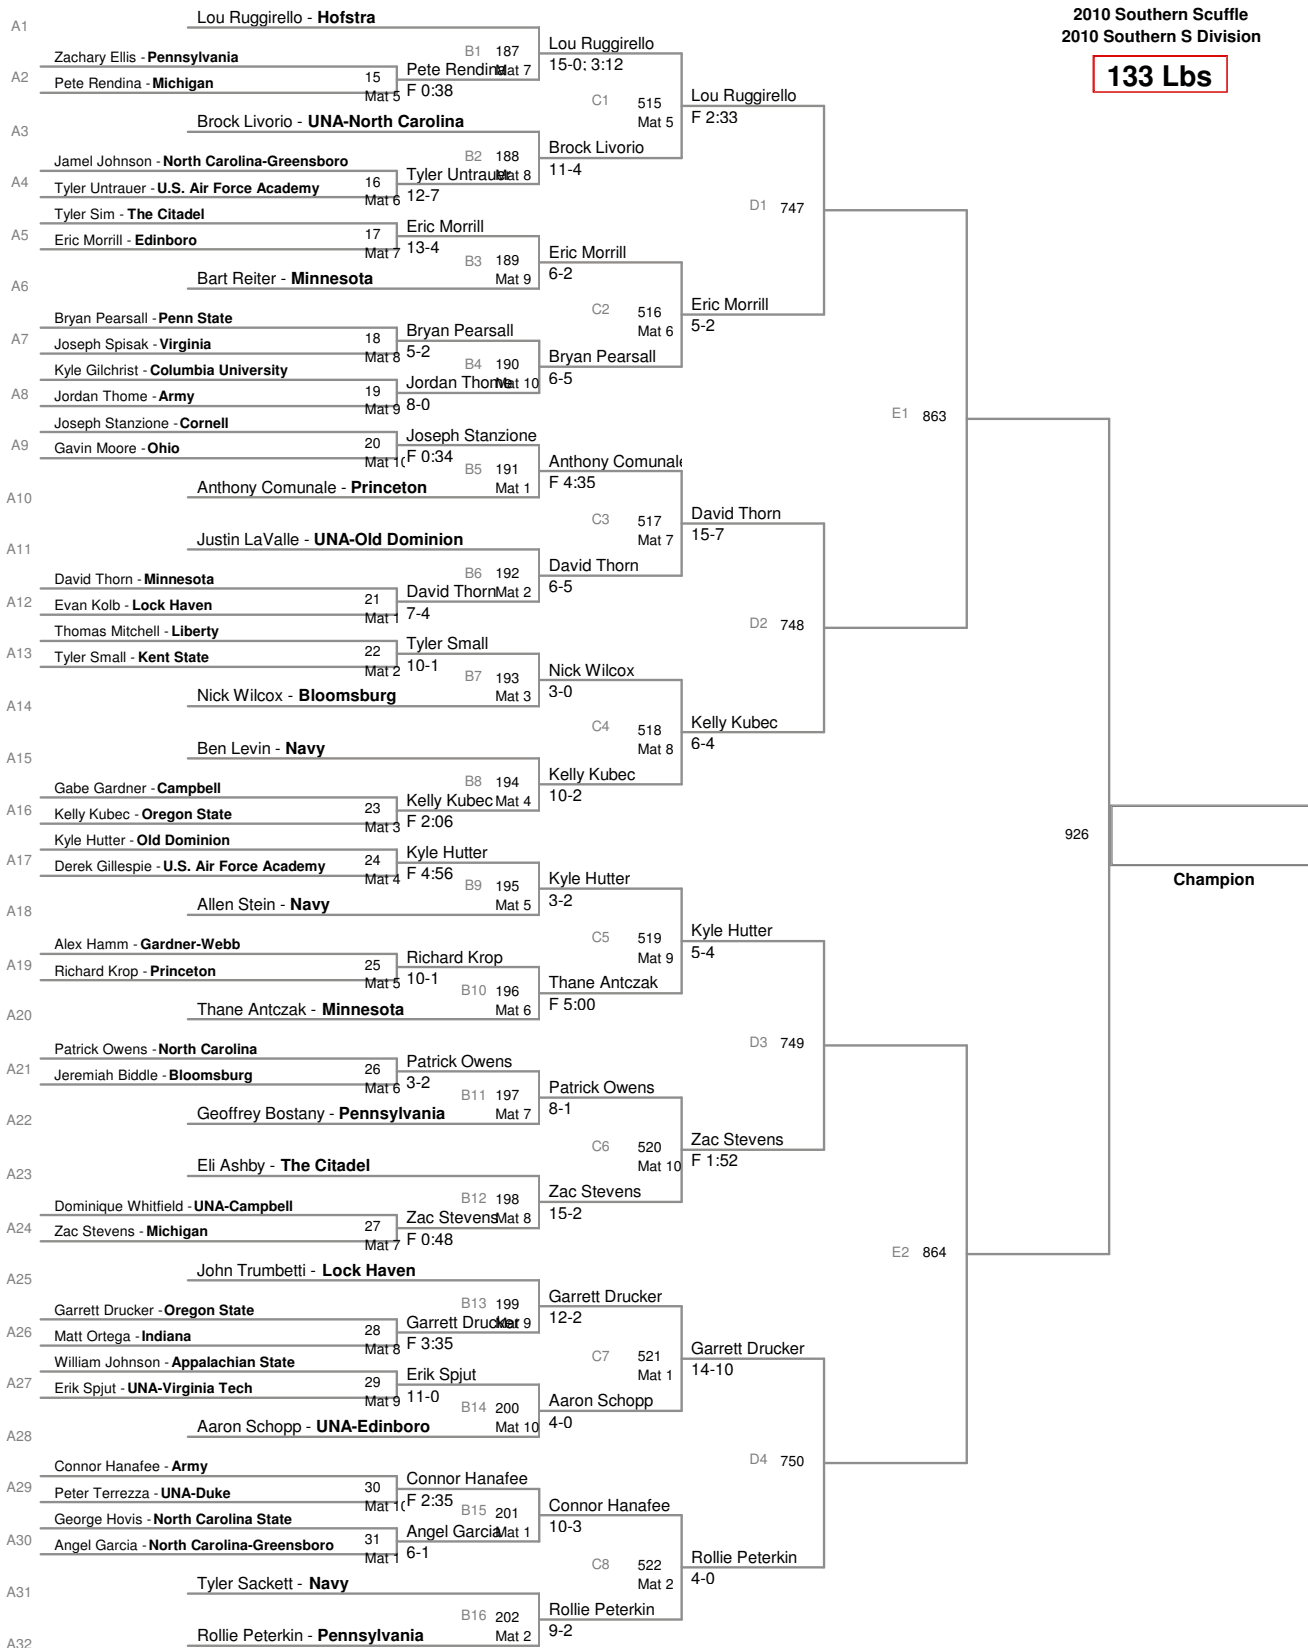 2010 Southern Scuffle
2010 Southern S Division
133 Lbs
A1
Lou Ruggirello - Hofstra
B1 187
Mat 7
Lou Ruggirello
15-0; 3:12
A2
Zachary Ellis - Pennsylvania
Pete Rendina - Michigan
15
Mat 5
Pete Rendina
F 0:38
C1 515
Mat 5
Lou Ruggirello
F 2:33
A3
Brock Livorio - UNA-North Carolina
B2 188
Mat 8
Brock Livorio
11-4
A4
Jamel Johnson - North Carolina-Greensboro
Tyler Untrauer - U.S. Air Force Academy
16
Mat 6
Tyler Untrauer
12-7
D1 747
A5
Tyler Sim - The Citadel
Eric Morrill - Edinboro
17
Mat 7
Eric Morrill
13-4
B3 189
Mat 9
Eric Morrill
6-2
A6
Bart Reiter - Minnesota
C2 516
Mat 6
Eric Morrill
5-2
A7
Bryan Pearsall - Penn State
Joseph Spisak - Virginia
18
Mat 8
Bryan Pearsall
5-2
B4 190
Mat 10
Bryan Pearsall
6-5
A8
Kyle Gilchrist - Columbia University
Jordan Thome - Army
19
Mat 9
Jordan Thome
8-0
E1 863
A9
Joseph Stanzione - Cornell
Gavin Moore - Ohio
20
Mat 10
Joseph Stanzione
F 0:34
B5 191
Mat 1
Anthony Comunale
F 4:35
A10
Anthony Comunale - Princeton
C3 517
Mat 7
David Thorn
15-7
A11
Justin LaValle - UNA-Old Dominion
B6 192
Mat 2
David Thorn
6-5
A12
David Thorn - Minnesota
Evan Kolb - Lock Haven
21
Mat 1
David Thorn
7-4
D2 748
A13
Thomas Mitchell - Liberty
Tyler Small - Kent State
22
Mat 2
Tyler Small
10-1
B7 193
Mat 3
Nick Wilcox
3-0
A14
Nick Wilcox - Bloomsburg
C4 518
Mat 8
Kelly Kubec
6-4
A15
Ben Levin - Navy
B8 194
Mat 4
Kelly Kubec
10-2
A16
Gabe Gardner - Campbell
Kelly Kubec - Oregon State
23
Mat 3
Kelly Kubec
F 2:06
926
Champion
A17
Kyle Hutter - Old Dominion
Derek Gillespie - U.S. Air Force Academy
24
Mat 4
Kyle Hutter
F 4:56
B9 195
Mat 5
Kyle Hutter
3-2
A18
Allen Stein - Navy
C5 519
Mat 9
Kyle Hutter
5-4
A19
Alex Hamm - Gardner-Webb
Richard Krop - Princeton
25
Mat 5
Richard Krop
10-1
B10 196
Mat 6
Thane Antczak
F 5:00
A20
Thane Antczak - Minnesota
D3 749
A21
Patrick Owens - North Carolina
Jeremiah Biddle - Bloomsburg
26
Mat 6
Patrick Owens
3-2
B11 197
Mat 7
Patrick Owens
8-1
A22
Geoffrey Bostany - Pennsylvania
C6 520
Mat 10
Zac Stevens
F 1:52
A23
Eli Ashby - The Citadel
B12 198
Mat 8
Zac Stevens
15-2
A24
Dominique Whitfield - UNA-Campbell
Zac Stevens - Michigan
27
Mat 7
Zac Stevens
F 0:48
E2 864
A25
John Trumbetti - Lock Haven
B13 199
Mat 9
Garrett Drucker
12-2
A26
Garrett Drucker - Oregon State
Matt Ortega - Indiana
28
Mat 8
Garrett Drucker
F 3:35
C7 521
Mat 1
Garrett Drucker
14-10
A27
William Johnson - Appalachian State
Erik Spjut - UNA-Virginia Tech
29
Mat 9
Erik Spjut
11-0
B14 200
Mat 10
Aaron Schopp
4-0
A28
Aaron Schopp - UNA-Edinboro
D4 750
A29
Connor Hanafee - Army
Peter Terrezza - UNA-Duke
30
Mat 10
Connor Hanafee
F 2:35
B15 201
Mat 1
Connor Hanafee
10-3
A30
George Hovis - North Carolina State
Angel Garcia - North Carolina-Greensboro
31
Mat 1
Angel Garcia
6-1
C8 522
Mat 2
Rollie Peterkin
4-0
A31
Tyler Sackett - Navy
B16 202
Mat 2
Rollie Peterkin
9-2
A32
Rollie Peterkin - Pennsylvania